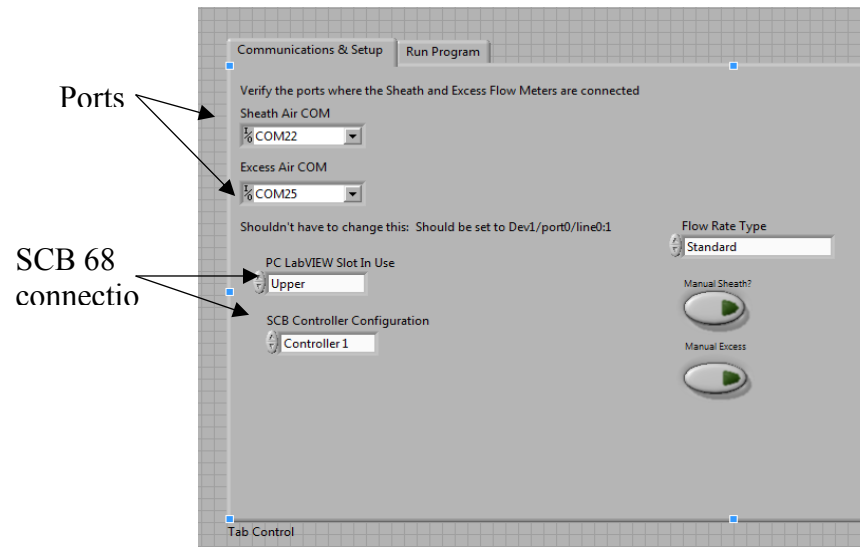 Communications & Setup
Run Program
Verify the ports where the Sheath and Excess Flow Meters are connected
Ports
Sheath Air COM
COM22
Excess Air COM
COM25
Shouldn't have to change this: Should be set to Dev1/port0/line0:1
Flow Rate Type
Standard
SCB 68
connectio
PC LabVIEW Slot In Use
Upper
Manual Sheath?
SCB Controller Configuration
Controller 1
Manual Excess
Tab Control